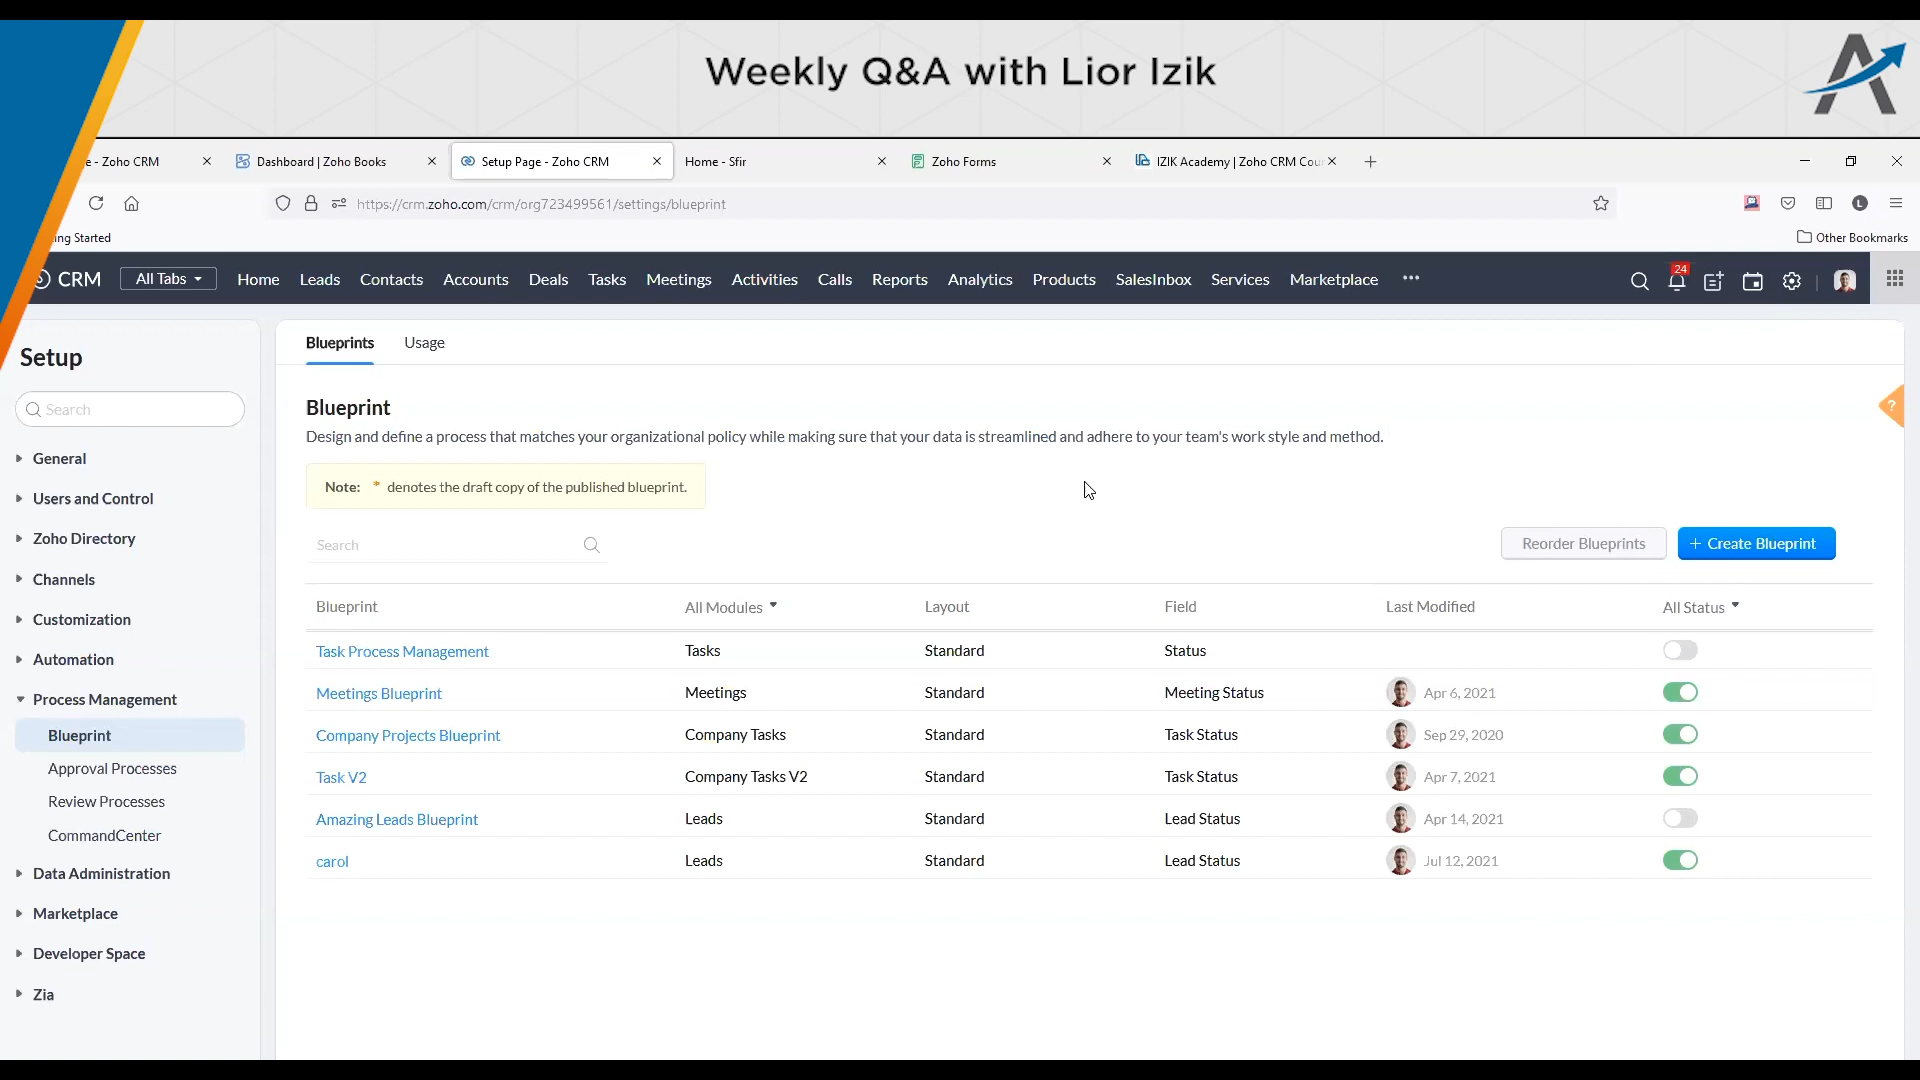 Weekly Q&A with Lior Izik
e - Zoho CRM
Dashboard | Zoho Books
Setup Page - Zoho CRM
Home - Sfir
Zoho Forms
IZIK Academy | Zoho CRM Cou
https://crm.zoho.com/crm/org723499561/settings/blueprint
L
ing Started
Other Bookmarks
CRM
All Tabs
Home
Leads
Contacts
Accounts
Deals
Tasks
Meetings
Activities
Calls
Reports
Analytics
Products
SalesInbox
Services
Marketplace
24
Setup
Search
General
Users and Control
Zoho Directory
Channels
Customization
Automation
Process Management
Blueprint
Approval Processes
Review Processes
CommandCenter
Data Administration
Marketplace
Developer Space
Zia
Blueprints
Usage
Blueprint
Design and define a process that matches your organizational policy while making sure that your data is streamlined and adhere to your team's work style and method.
?
Note: * denotes the draft copy of the published blueprint.
Search
Reorder Blueprints
+ Create Blueprint
Blueprint All Modules Layout Field Last Modified All Status
Task Process Management Tasks Standard Status
Meetings Blueprint Meetings Standard Meeting Status Apr 6, 2021
Company Projects Blueprint Company Tasks Standard Task Status Sep 29, 2020
Task V2 Company Tasks V2 Standard Task Status Apr 7, 2021
Amazing Leads Blueprint Leads Standard Lead Status Apr 14, 2021
carol Leads Standard Lead Status Jul 12, 2021